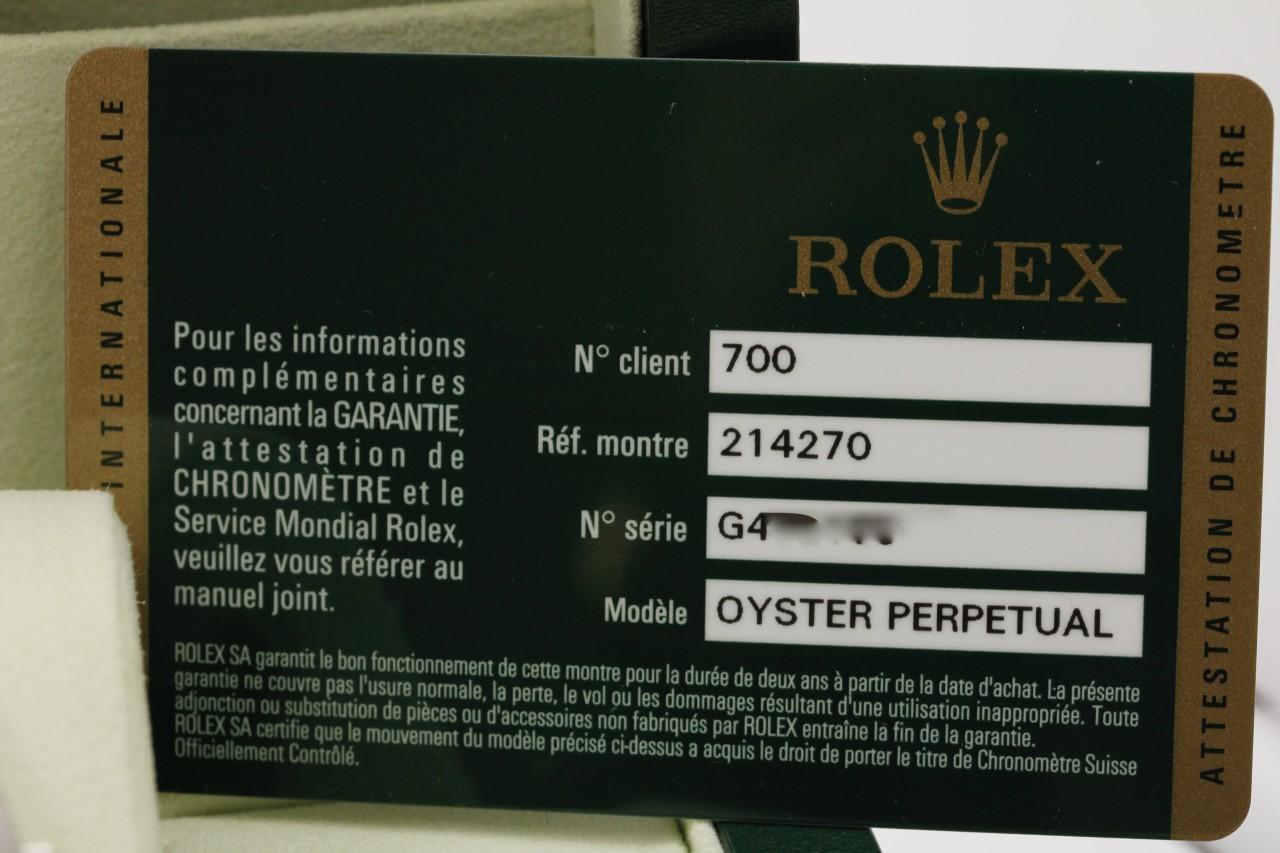 INTERNATIONALE
ROLEX
Pour les informations
complémentaires
concernant la GARANTIE,
l'attestation de
CHRONOMÈTRE et le
Service Mondial Rolex,
veuillez vous référer au
manuel joint.
N° client 700
Réf. montre 214270
N° série G4
Modèle OYSTER PERPETUAL
ROLEX SA garantit le bon fonctionnement de cette montre pour la durée de deux ans à partir de la date d'achat. La présente
garantie ne couvre pas l'usure normale, la perte, le vol ou les dommages résultant d'une utilisation inappropriée. Toute
adjonction ou substitution de pièces ou d'accessoires non fabriqués par ROLEX entraîne la fin de la garantie.
ROLEX SA certifie que le mouvement du modèle précisé ci-dessus a acquis le droit de porter le titre de Chronomètre Suisse
Officiellement Contrôlé.
ATTESTATION DE CHRONOMETRE